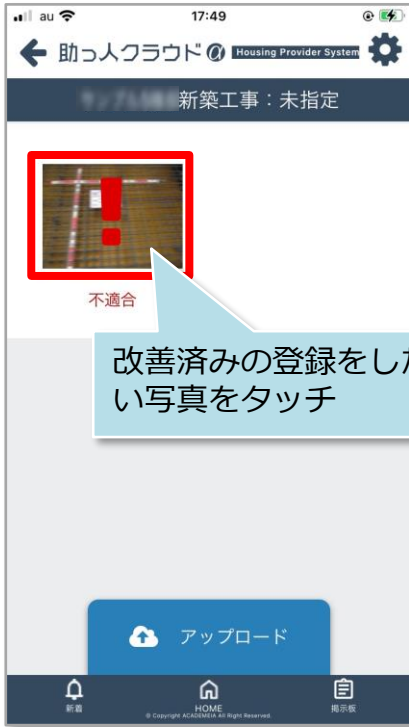 au
17:49
助っ人クラウドα Housing Provider System
新築工事：未指定
不適合
改善済みの登録をした
い写真をタッチ
アップロード
新着
HOME
掲示板
© Copyright ACADEMEIA All Right Reserved.